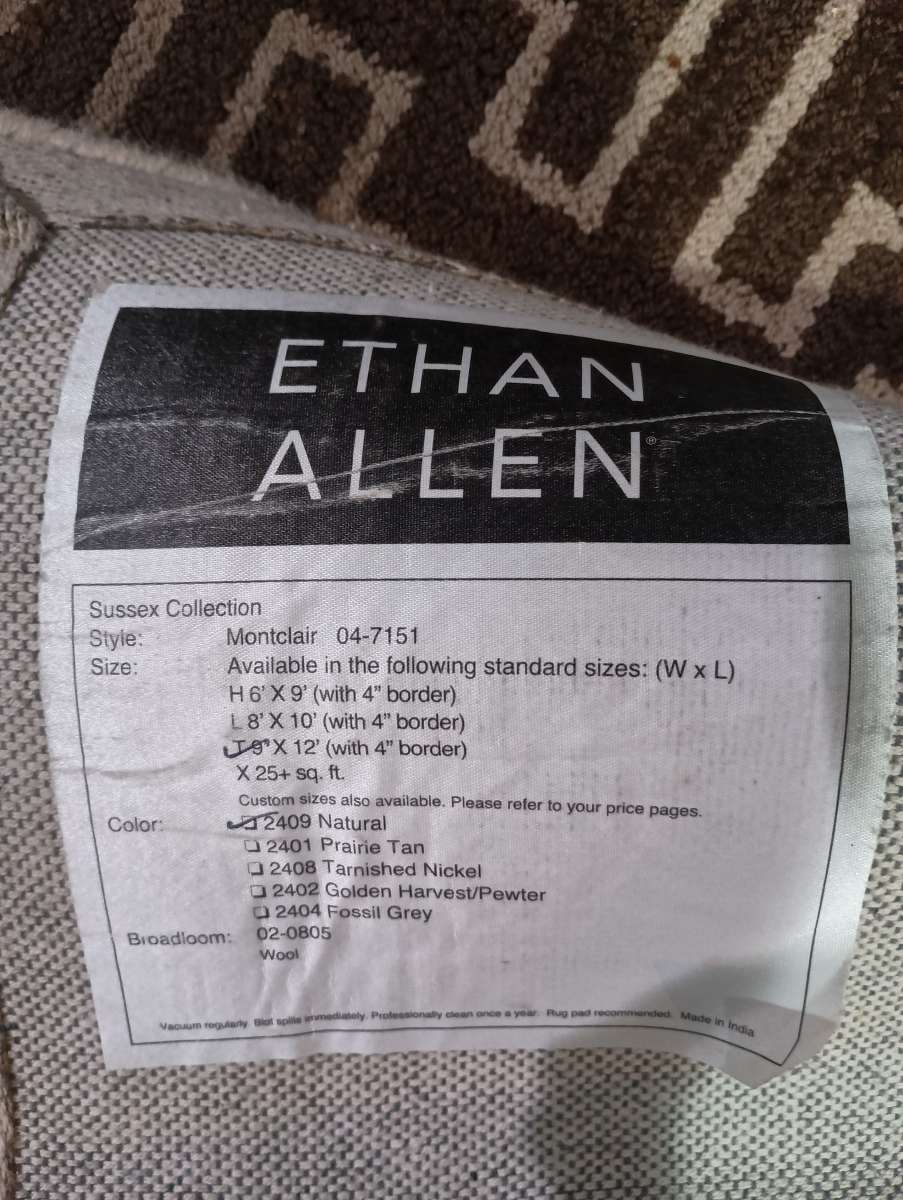 ETHAN
ALLEN®
Sussex Collection
Style: Montclair 04-7151
Size: Available in the following standard sizes: (W x L)
H 6' X 9' (with 4" border)
L 8' X 10' (with 4" border)
T 9' X 12' (with 4" border)
X 25+ sq. ft.
Custom sizes also available. Please refer to your price pages.
Color: 2409 Natural
2401 Prairie Tan
2408 Tarnished Nickel
2402 Golden Harvest/Pewter
2404 Fossil Grey
Broadloom: 02-0805
Wool
Vacuum regularly. Blot spills immediately. Professionally clean once a year. Rug pad recommended. Made in India